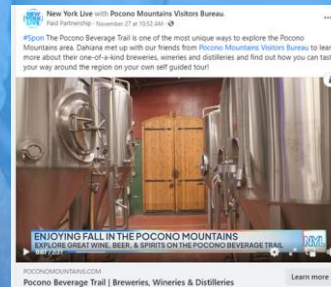 New York Live with Pocono Mountains Visitors Bureau.
Paid Partnership · November 27 at 10:52 AM ·
#Spon The Pocono Beverage Trail is one of the most unique ways to explore the Pocono
Mountains area. Dahiana met up with our friends from Pocono Mountains Visitors Bureau to lear
more about their one-of-a-kind breweries, wineries and distilleries and find out how you can tast
your way around the region on your own self guided tour!
ENJOYING FALL IN THE POCONO MOUNTAINS
EXPLORE GREAT WINE, BEER, & SPIRITS ON THE POCONO BEVERAGE TRAIL
NYL
POCONOMOUNTAINS.COM
Pocono Beverage Trail | Breweries, Wineries & Distilleries
Learn more